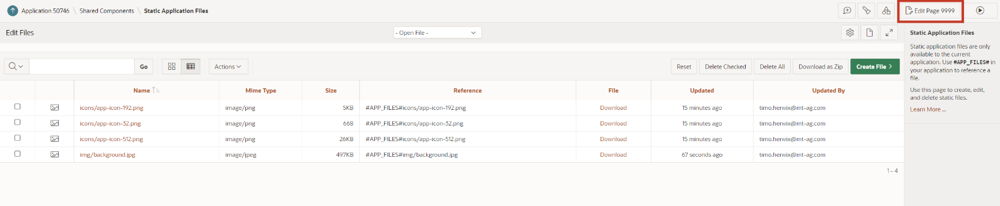 Application 50746 \ Shared Components \ Static Application Files
Edit Page 9999
Edit Files
- Open File -
Go
Actions
Reset
Delete Checked
Delete All
Download as Zip
Create File
Name Mime Type Size Reference File Updated Updated By
icons/app-icon-192.png image/png 5KB #APP_FILES#icons/app-icon-192.png Download 15 minutes ago timo.herwix@mt-ag.com
icons/app-icon-32.png image/png 668 #APP_FILES#icons/app-icon-32.png Download 15 minutes ago timo.herwix@mt-ag.com
icons/app-icon-512.png image/png 26KB #APP_FILES#icons/app-icon-512.png Download 15 minutes ago timo.herwix@mt-ag.com
img/background.jpg image/jpeg 497KB #APP_FILES#img/background.jpg Download 67 seconds ago timo.herwix@mt-ag.com
1 - 4
Static Application Files
Static application files are only
available to the current
application. Use #APP_FILES# in
your application to reference a
file.
Use this page to create, edit,
and delete static files.
Learn More ...